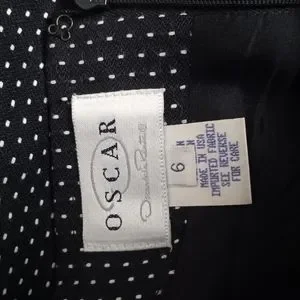 OSCAR
6
N
N
MADE IN USA
IMPORTED FABRIC
SEE REVERSE
FOR CARE